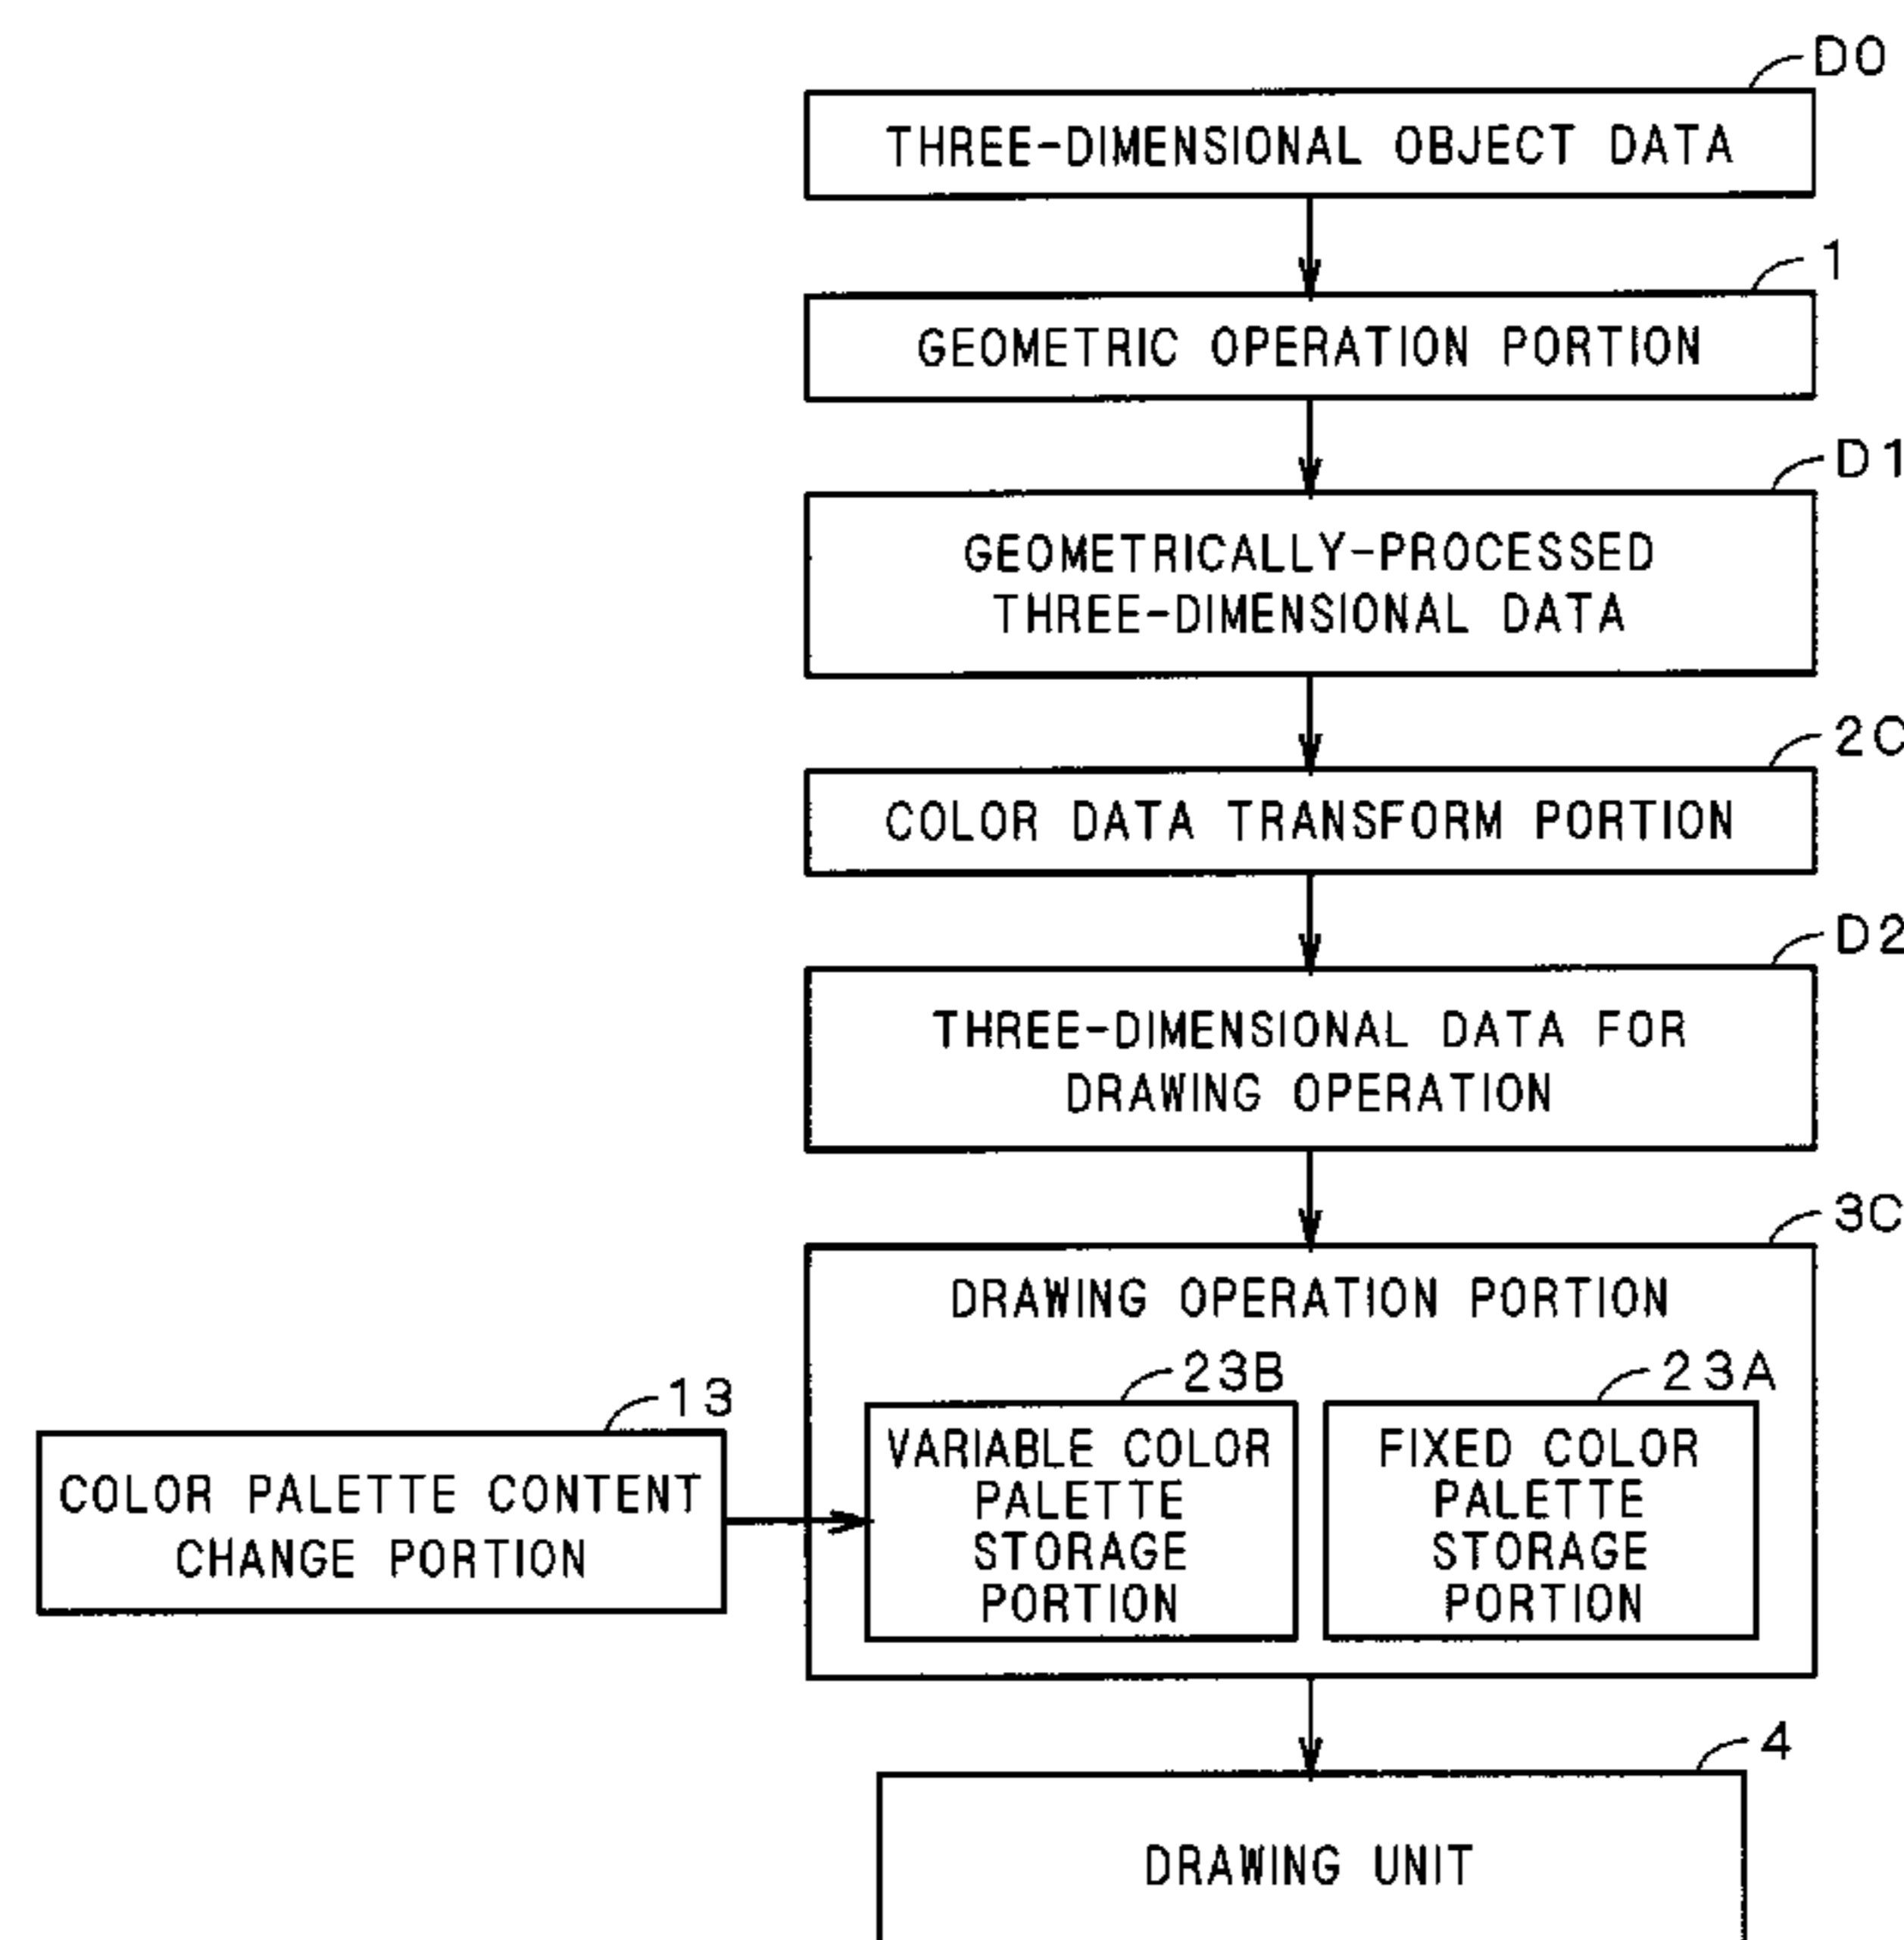 D0
THREE-DIMENSIONAL OBJECT DATA
1
GEOMETRIC OPERATION PORTION
D1
GEOMETRICALLY-PROCESSED
THREE-DIMENSIONAL DATA
2C
COLOR DATA TRANSFORM PORTION
D2
THREE-DIMENSIONAL DATA FOR
DRAWING OPERATION
3C
DRAWING OPERATION PORTION
13
COLOR PALETTE CONTENT
CHANGE PORTION
23B
VARIABLE COLOR
PALETTE
STORAGE
PORTION
23A
FIXED COLOR
PALETTE
STORAGE
PORTION
4
DRAWING UNIT